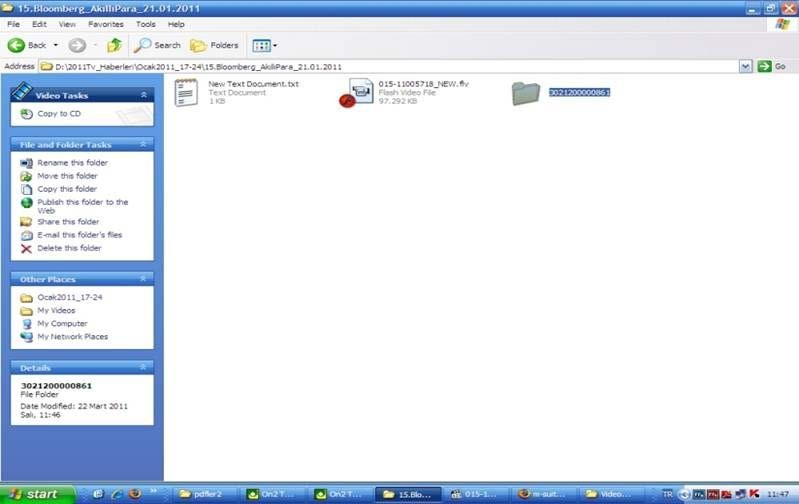 15.Bloomberg_AkıllıPara_21.01.2011
File Edit View Favorites Tools Help
Back Search Folders
Address D:\2011Tv_Haberleri\Ocak2011_17-24\15.Bloomberg_AkıllıPara_21.01.2011 Go
Video Tasks
Copy to CD
File and Folder Tasks
Rename this folder
Move this folder
Copy this folder
Publish this folder to the
Web
Share this folder
E-mail this folder's files
Delete this folder
Other Places
Ocak2011_17-24
My Videos
My Computer
My Network Places
Details
3021200000861
File Folder
Date Modified: 22 Mart 2011
Salı, 11:46
New Text Document.txt
Text Document
1 KB
015-11005718_NEW.flv
Flash Video File
97.292 KB
3021200000861
start pdfler2 On2 T... On2 T... 15.Blo... 015-1... m-suit... Video... TR 11:47